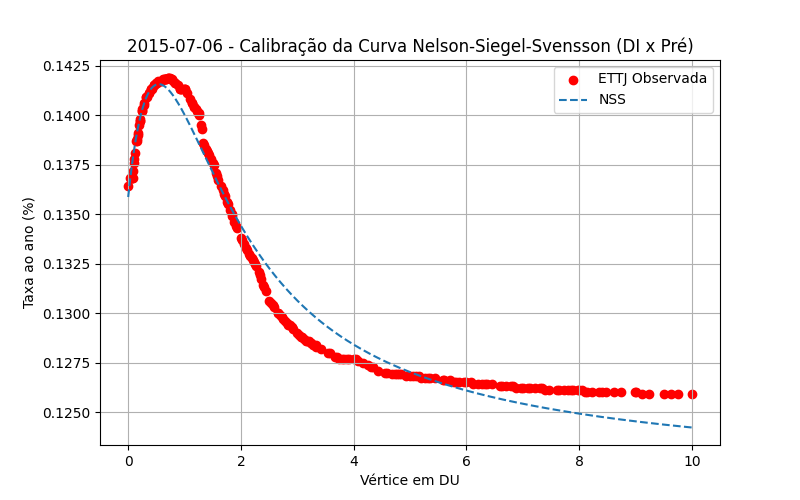 2015-07-06 - Calibração da Curva Nelson-Siegel-Svensson (DI x Pré)
ETTJ Observada
NSS
Taxa ao ano (%)
0.1425
0.1400
0.1375
0.1350
0.1325
0.1300
0.1275
0.1250
0 2 4 6 8 10
Vértice em DU